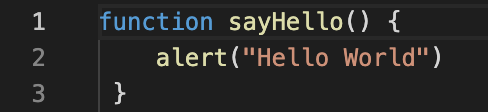 1 function sayHello() {
2     alert("Hello World")
3  }